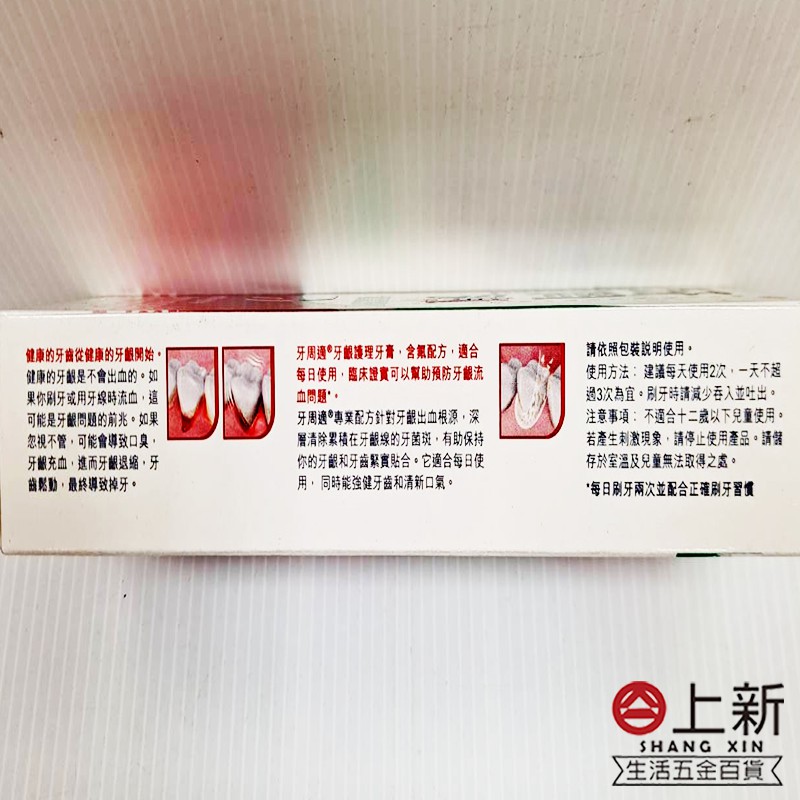 健康的牙齒從健康的牙齦開始。
健康的牙齦是不會出血的。如
果你刷牙或用牙線時流血，這
可能是牙齦問題的前兆。如果
忽視不管，可能會導致口臭，
牙齦充血，進而牙齦退縮，牙
齒鬆動，最終導致掉牙。
牙周適®牙齦護理牙膏，含氟配方，適合
每日使用，臨床證實可以幫助預防牙齦流
血問題*。
牙周適®專業配方針對牙齦出血根源，深
層清除累積在牙齦線的牙菌斑，有助保持
你的牙齦和牙齒緊實貼合。它適合每日使
用，同時能強健牙齒和清新口氣。
請依照包裝說明使用。
使用方法：建議每天使用2次，一天不超
過3次為宜。刷牙時請減少吞入並吐出。
注意事項：不適合十二歲以下兒童使用。
若產生刺激現象，請停止使用產品。請儲
存於室溫及兒童無法取得之處。
*每日刷牙兩次並配合正確刷牙習慣
上新
SHANG XIN
生活五金百貨